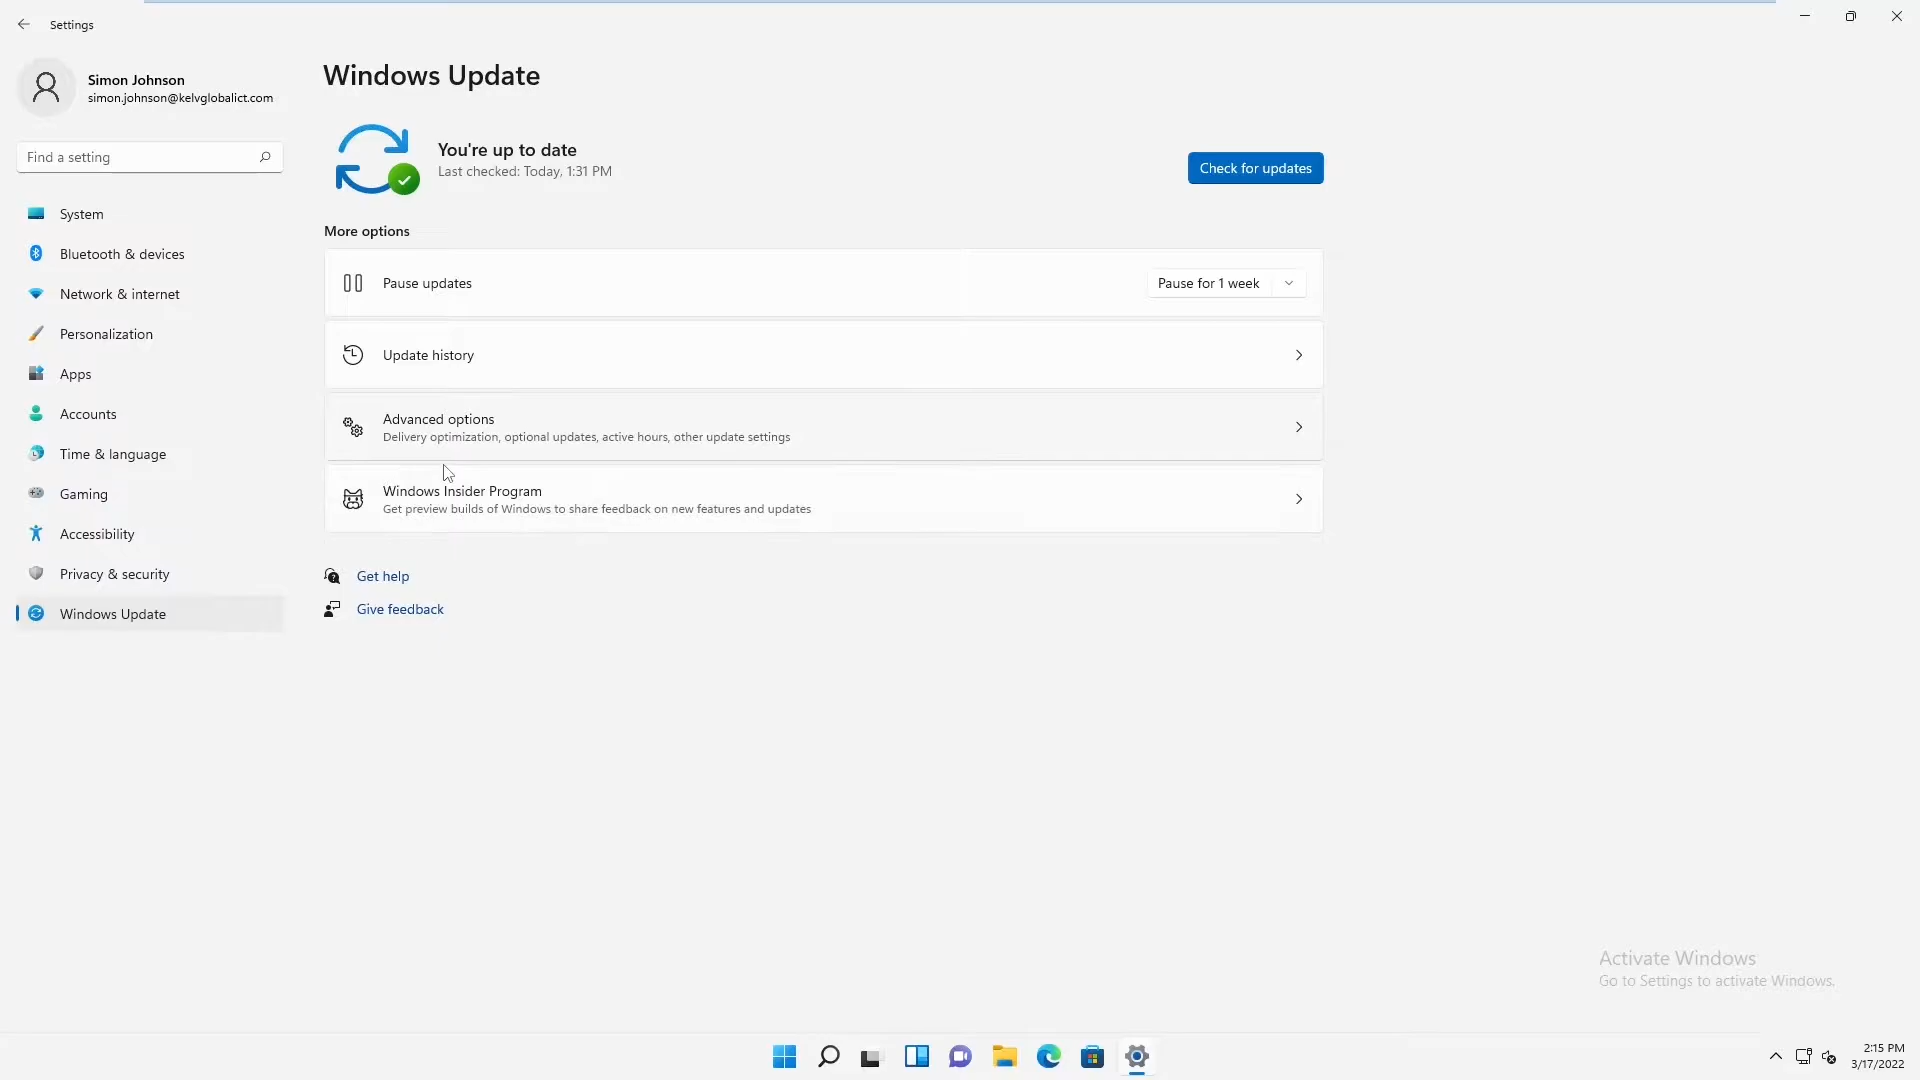 Settings
Simon Johnson
simon.johnson@kelvglobalict.com
Find a setting
System
Bluetooth & devices
Network & internet
Personalization
Apps
Accounts
Time & language
Gaming
Accessibility
Privacy & security
Windows Update
Windows Update
You're up to date
Last checked: Today, 1:31 PM
Check for updates
More options
Pause updates
Pause for 1 week
Update history
Advanced options
Delivery optimization, optional updates, active hours, other update settings
Windows Insider Program
Get preview builds of Windows to share feedback on new features and updates
Get help
Give feedback
Activate Windows
Go to Settings to activate Windows.
2:15 PM
3/17/2022